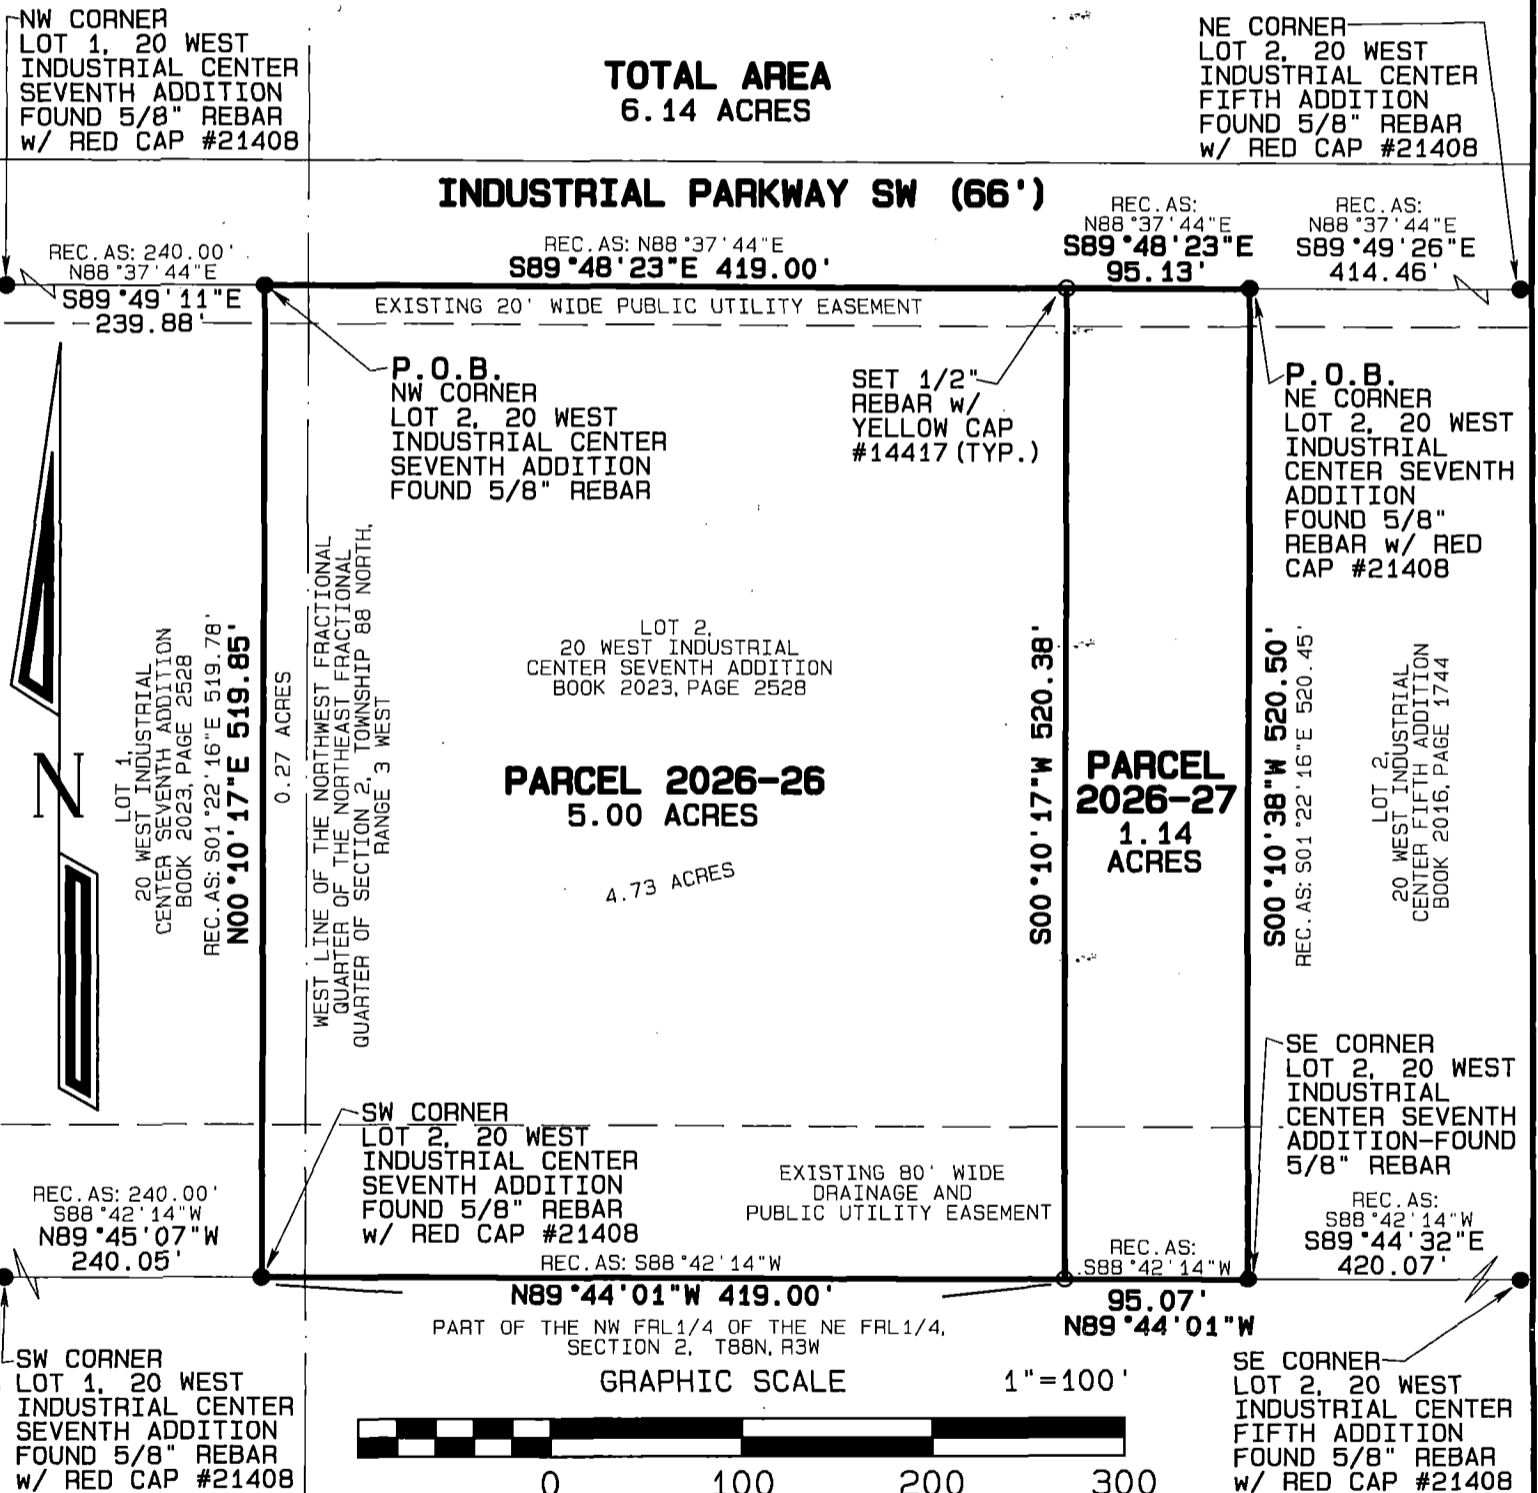 NW CORNER
LOT 1, 20 WEST
INDUSTRIAL CENTER
SEVENTH ADDITION
FOUND 5/8" REBAR
w/ RED CAP #21408
TOTAL AREA
6.14 ACRES
NE CORNER
LOT 2, 20 WEST
INDUSTRIAL CENTER
FIFTH ADDITION
FOUND 5/8" REBAR
w/ RED CAP #21408
INDUSTRIAL PARKWAY SW (66')
REC.AS: 240.00'
N88°37'44"E
S89°49'11"E
239.88'
REC.AS: N88°37'44"E
S89°48'23"E 419.00'
REC.AS:
N88°37'44"E
S89°48'23"E
95.13'
REC.AS:
N88°37'44"E
S89°49'26"E
414.46'
EXISTING 20' WIDE PUBLIC UTILITY EASEMENT
P.O.B.
NW CORNER
LOT 2, 20 WEST
INDUSTRIAL CENTER
SEVENTH ADDITION
FOUND 5/8" REBAR
SET 1/2"
REBAR w/
YELLOW CAP
#14417 (TYP.)
P.O.B.
NE CORNER
LOT 2, 20 WEST
INDUSTRIAL
CENTER SEVENTH
ADDITION
FOUND 5/8"
REBAR w/ RED
CAP #21408
N
LOT 1,
20 WEST INDUSTRIAL
CENTER SEVENTH ADDITION
BOOK 2023, PAGE 2528
REC.AS: S01°22'16"E 519.78'
N00°10'17"E 519.85'
0.27 ACRES
WEST LINE OF THE NORTHWEST FRACTIONAL
QUARTER OF THE NORTHEAST FRACTIONAL
QUARTER OF SECTION 2, TOWNSHIP 88 NORTH,
RANGE 3 WEST
LOT 2,
20 WEST INDUSTRIAL
CENTER SEVENTH ADDITION
BOOK 2023, PAGE 2528
PARCEL 2026-26
5.00 ACRES
4.73 ACRES
S00°10'17"W 520.38'
PARCEL
2026-27
1.14
ACRES
S00°10'38"W 520.50'
REC.AS: S01°22'16"E 520.45'
LOT 2,
20 WEST INDUSTRIAL
CENTER FIFTH ADDITION
BOOK 2016, PAGE 1744
SW CORNER
LOT 2, 20 WEST
INDUSTRIAL CENTER
SEVENTH ADDITION
FOUND 5/8" REBAR
w/ RED CAP #21408
EXISTING 80' WIDE
DRAINAGE AND
PUBLIC UTILITY EASEMENT
SE CORNER
LOT 2, 20 WEST
INDUSTRIAL
CENTER SEVENTH
ADDITION-FOUND
5/8" REBAR
REC.AS: 240.00'
S88°42'14"W
N89°45'07"W
240.05'
REC.AS: S88°42'14"W
N89°44'01"W 419.00'
REC.AS:
S88°42'14"W
95.07'
N89°44'01"W
REC.AS:
S88°42'14"W
S89°44'32"E
420.07'
PART OF THE NW FRL1/4 OF THE NE FRL1/4,
SECTION 2, T88N, R3W
SW CORNER
LOT 1, 20 WEST
INDUSTRIAL CENTER
SEVENTH ADDITION
FOUND 5/8" REBAR
w/ RED CAP #21408
GRAPHIC SCALE 1"=100'
0 100 200 300
SE CORNER
LOT 2, 20 WEST
INDUSTRIAL CENTER
FIFTH ADDITION
FOUND 5/8" REBAR
w/ RED CAP #21408